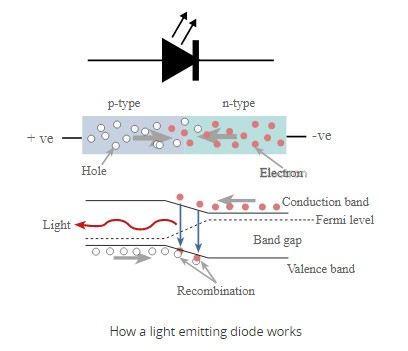 p-type
n-type
+ ve
-ve
Hole
Electron
Conduction band
Fermi level
Light
Band gap
Valence band
Recombination
How a light emitting diode works